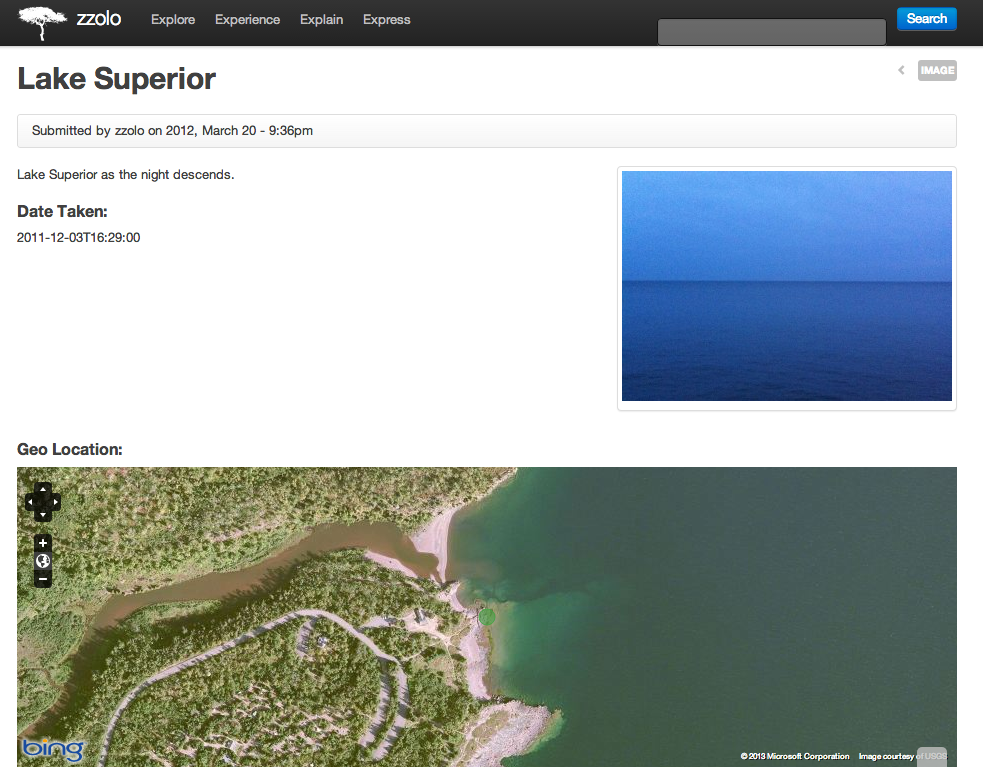 zzolo Explore Experience Explain Express Search
Lake Superior
IMAGE
Submitted by zzolo on 2012, March 20 - 9:36pm
Lake Superior as the night descends.
Date Taken:
2011-12-03T16:29:00
Geo Location:
bing
© 2013 Microsoft Corporation Image courtesy of USGS